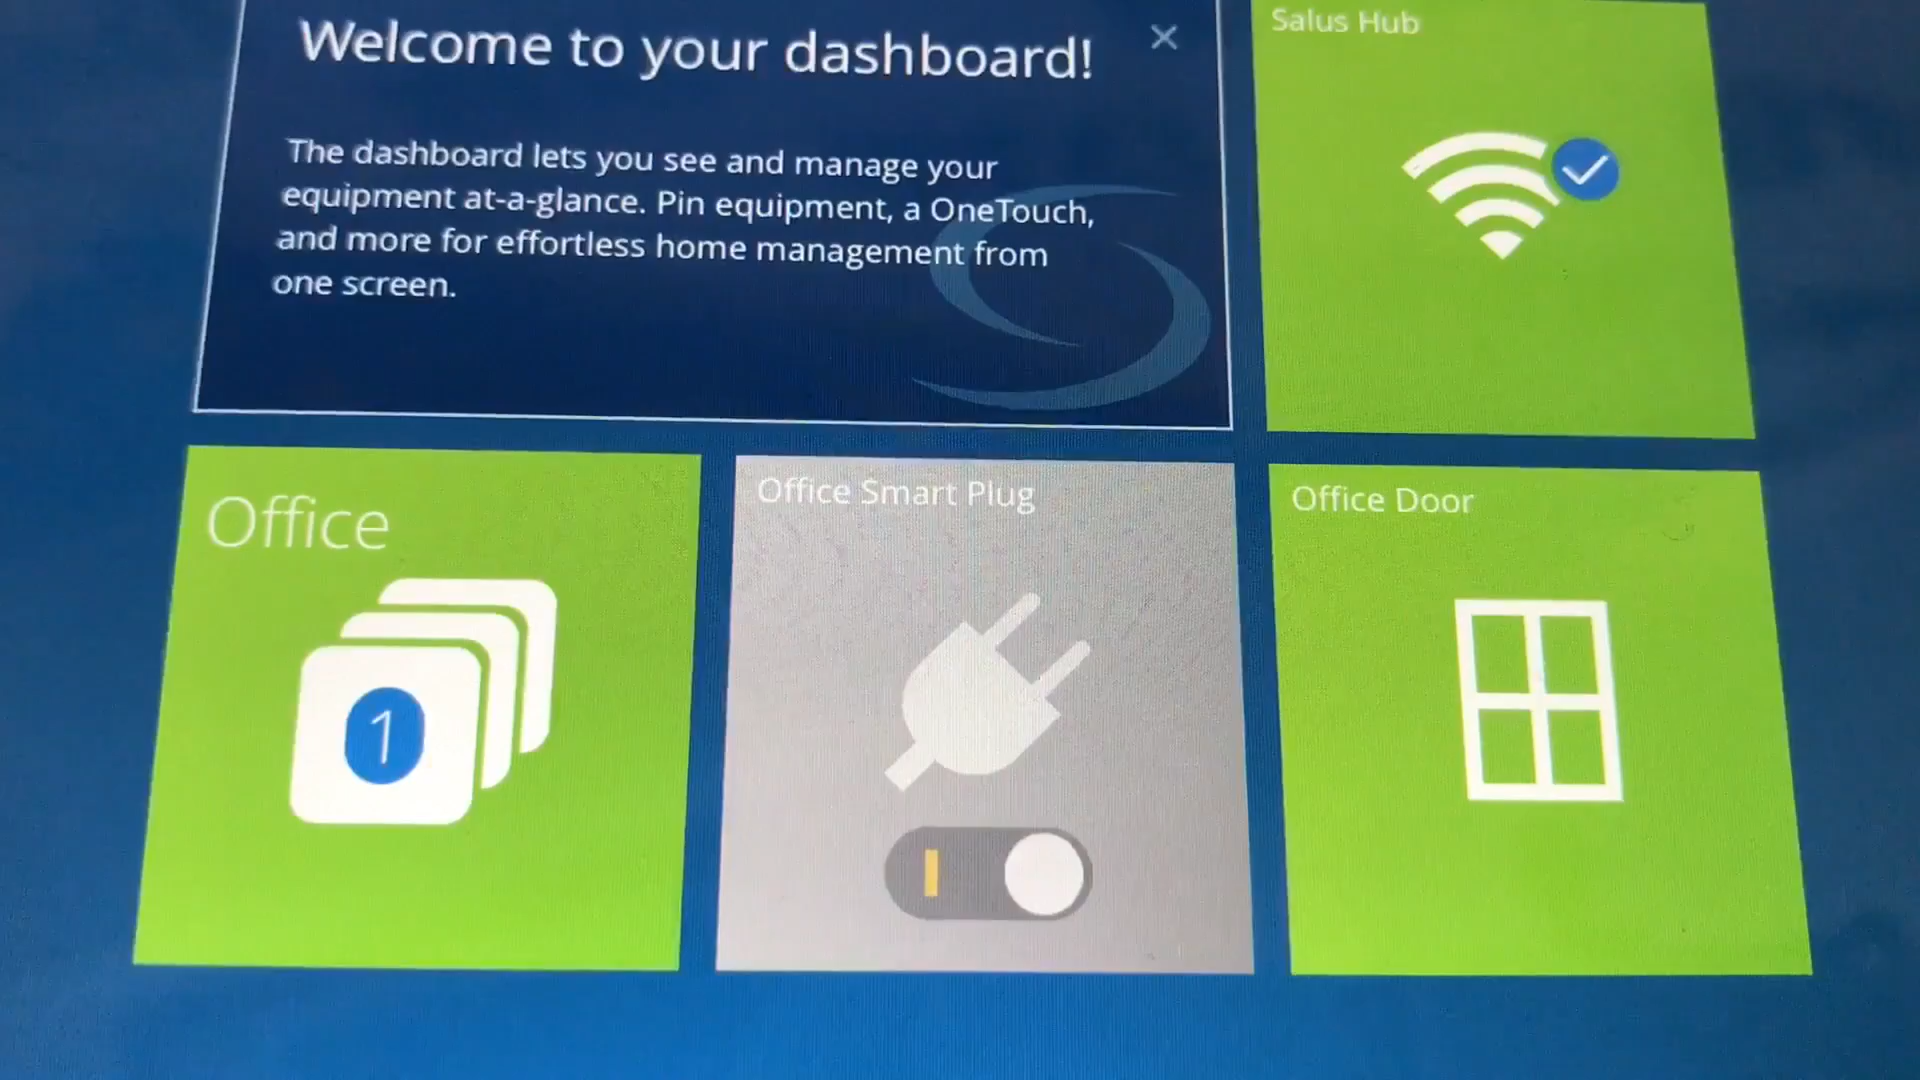 Welcome to your dashboard!
The dashboard lets you see and manage your
equipment at-a-glance. Pin equipment, a OneTouch,
and more for effortless home management from
one screen.
Salus Hub
Office
1
Office Smart Plug
Office Door